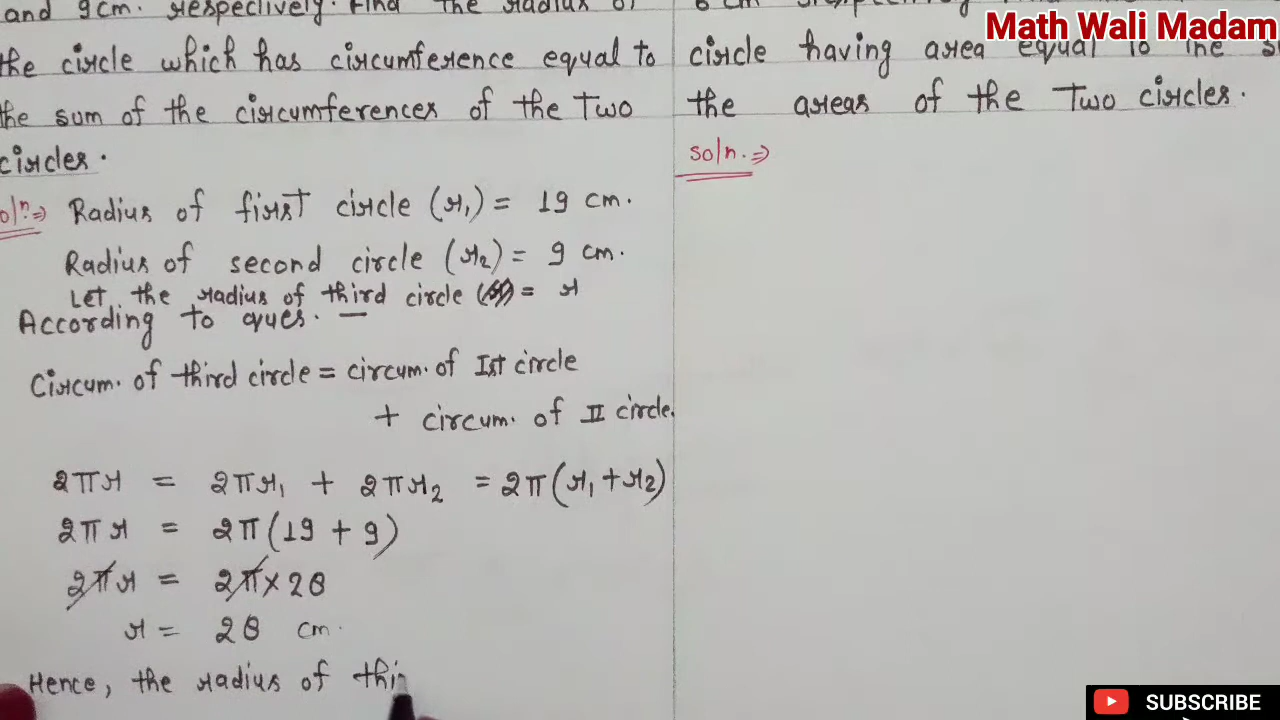 and 9cm. respectively. Find the radius of
the circle which has circumference equal to
the sum of the circumferences of the Two
circles.
Radius of first circle (r₁) = 19 cm.
Radius of second circle (r₂) = 9 cm.
Let, the radius of third circle = r
According to ques. —
Circum. of third circle = circum. of Ist circle
+ circum. of II circle.
2πr = 2πr₁ + 2πr₂ = 2π(r₁ + r₂)
2πr = 2π(19 + 9)
2πr = 2π × 28
r = 28 cm.
Hence, the radius of thi
8 cm
circle having area equal to the
the areas of the Two circles.
Soln. ⇒
Math Wali Madam
SUBSCRIBE